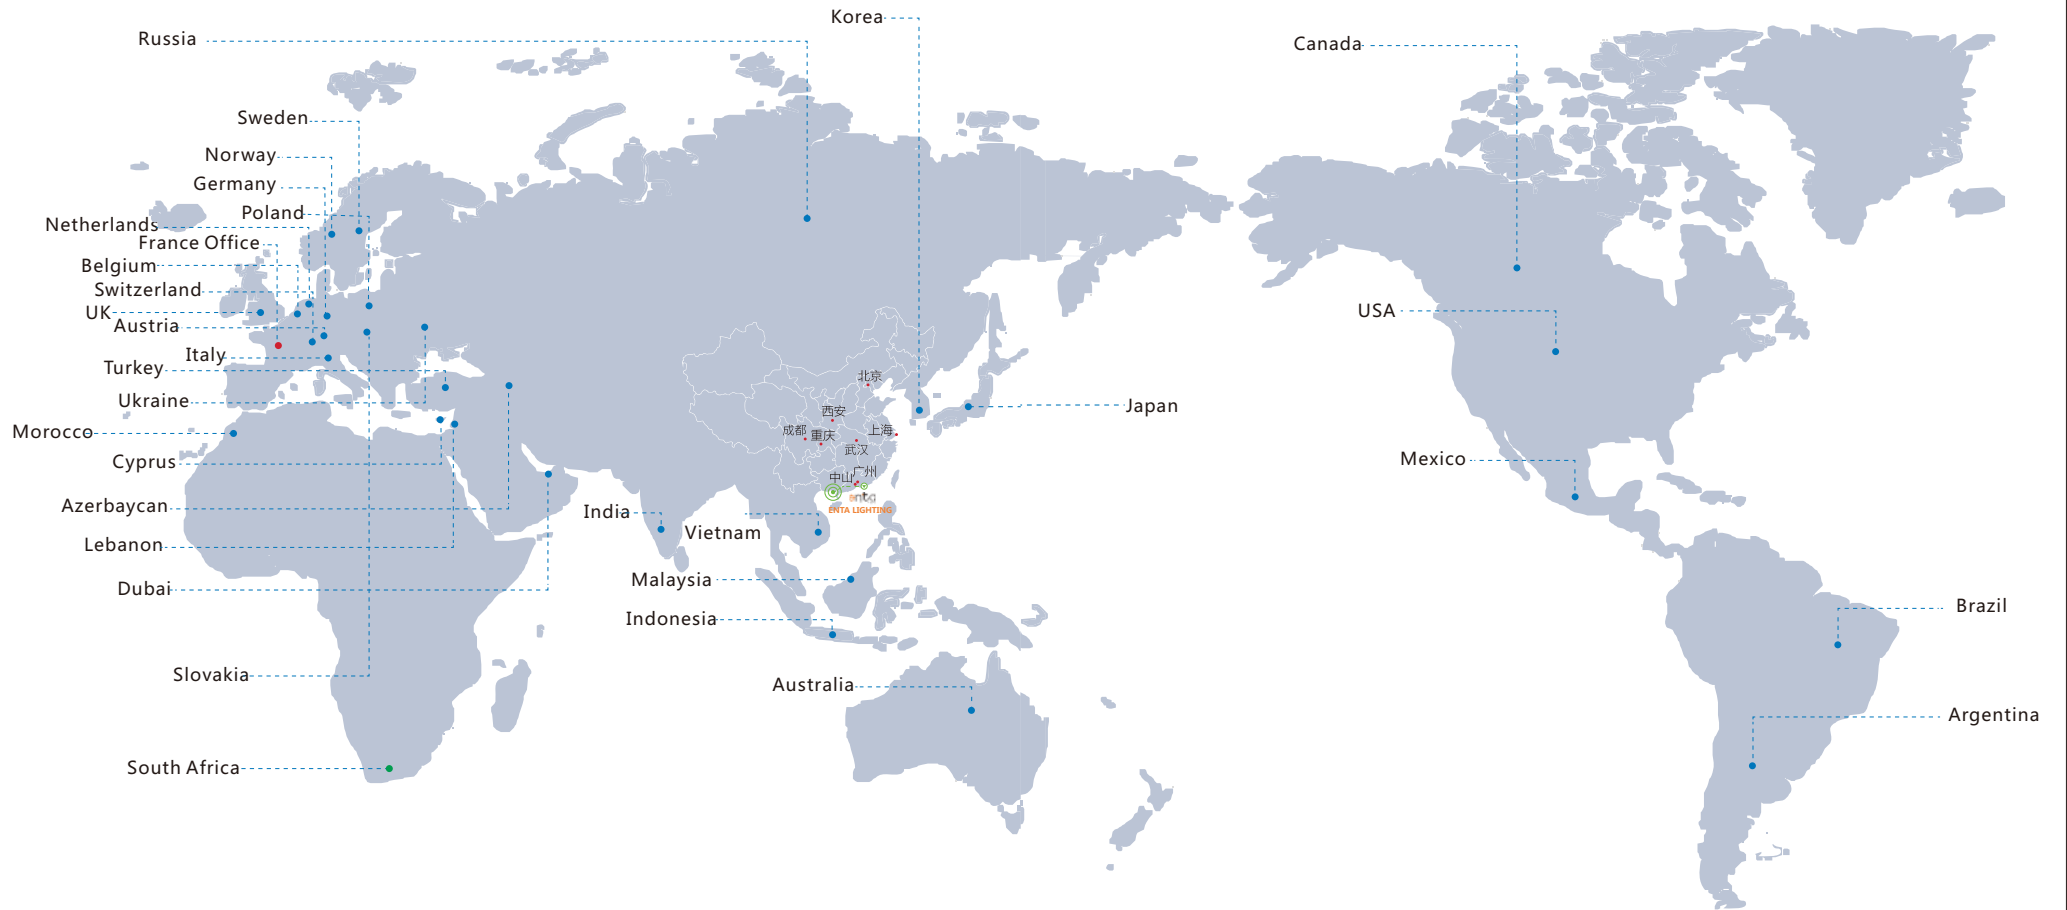 Korea
Russia
Canada
Sweden
Norway
Germany
Poland
Netherlands
France Office
Belgium
Switzerland
UK
Austria
Italy
Turkey
Ukraine
Morocco
Cyprus
Azerbaycan
Lebanon
Dubai
Slovakia
South Africa
北京
西安
成都
重庆
上海
武汉
广州
中山
enta
ENTA LIGHTING
India
Vietnam
Malaysia
Indonesia
Australia
Japan
USA
Mexico
Brazil
Argentina